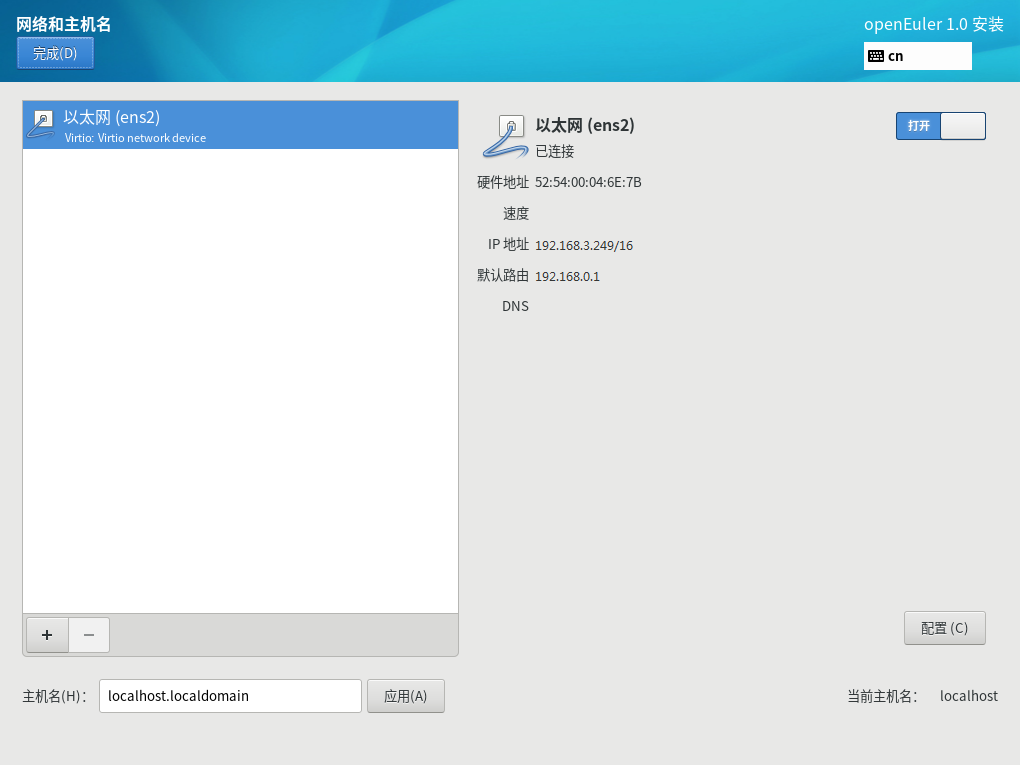 网络和主机名
openEuler 1.0 安装
完成(D)
cn
以太网 (ens2)
Virtio: Virtio network device
以太网 (ens2)
打开
已连接
硬件地址 52:54:00:04:6E:7B
速度
IP 地址 192.168.3.249/16
默认路由 192.168.0.1
DNS
+ −
配置 (C)
主机名(H): localhost.localdomain 应用(A) 当前主机名: localhost